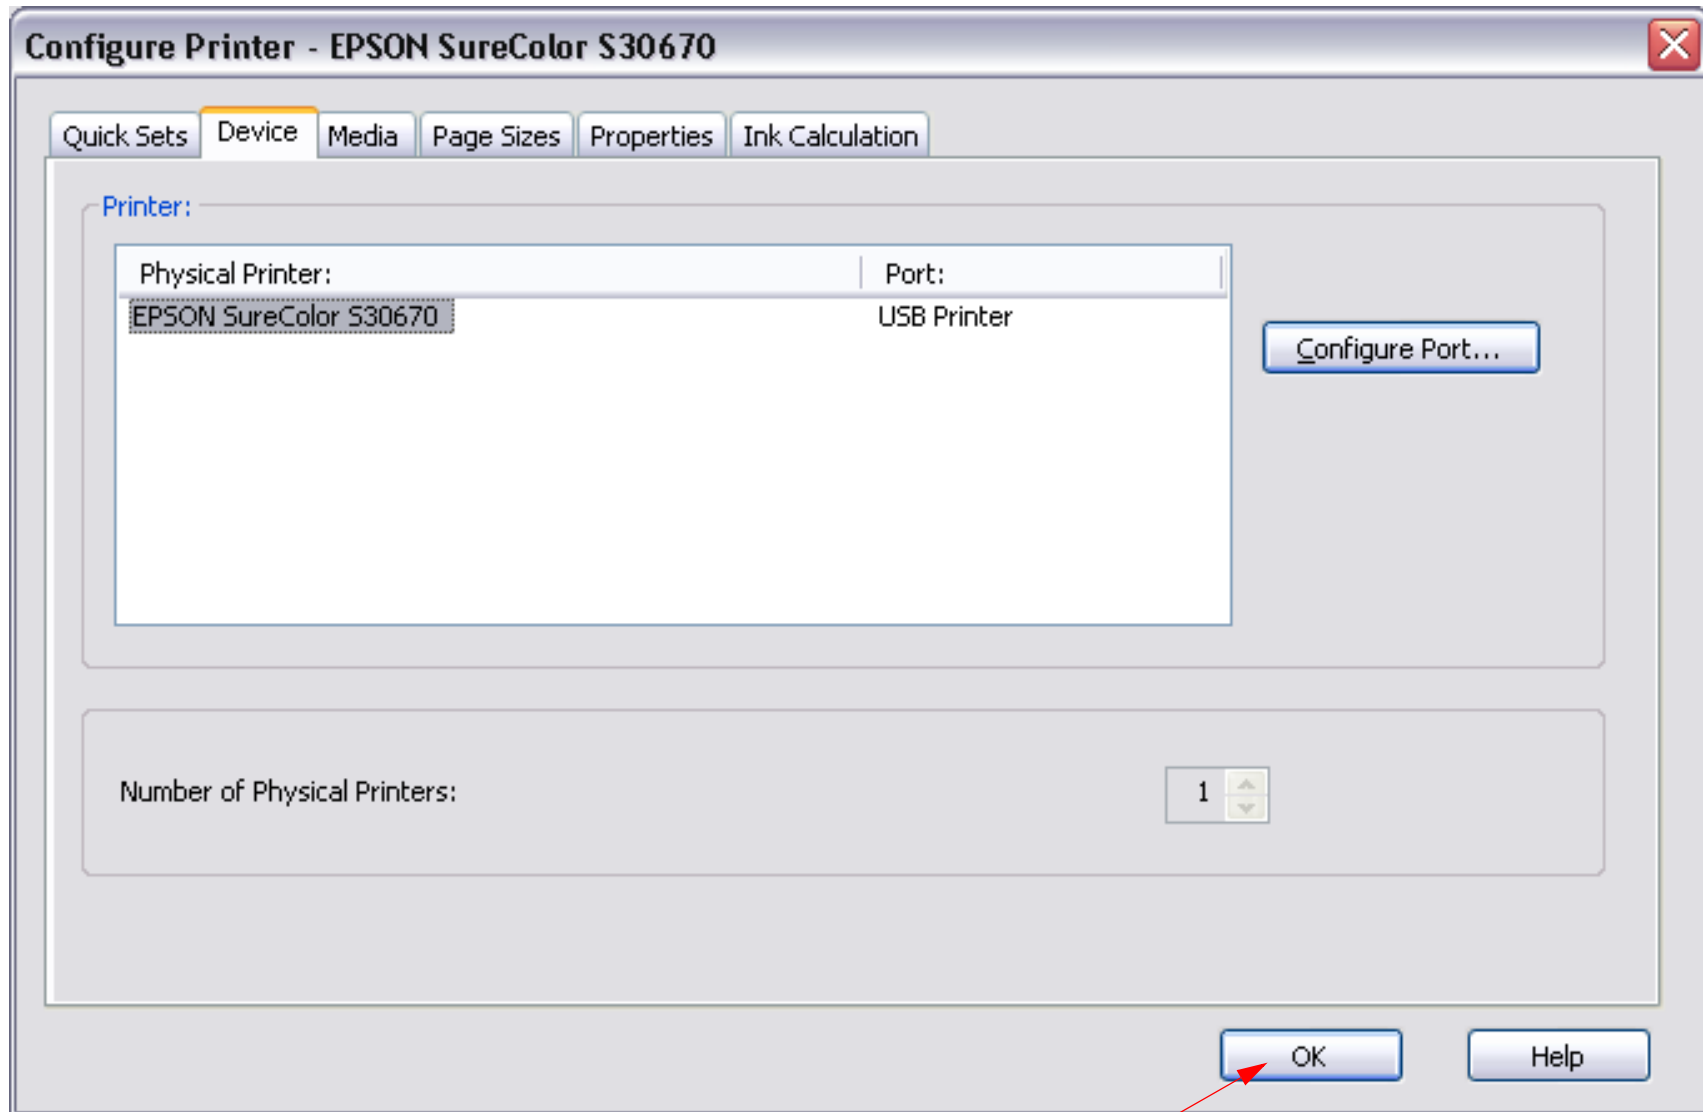 Configure Printer - EPSON SureColor S30670
Quick Sets Device Media Page Sizes Properties Ink Calculation
Printer:
Physical Printer: Port:
EPSON SureColor S30670 USB Printer
Configure Port...
Number of Physical Printers: 1
OK Help